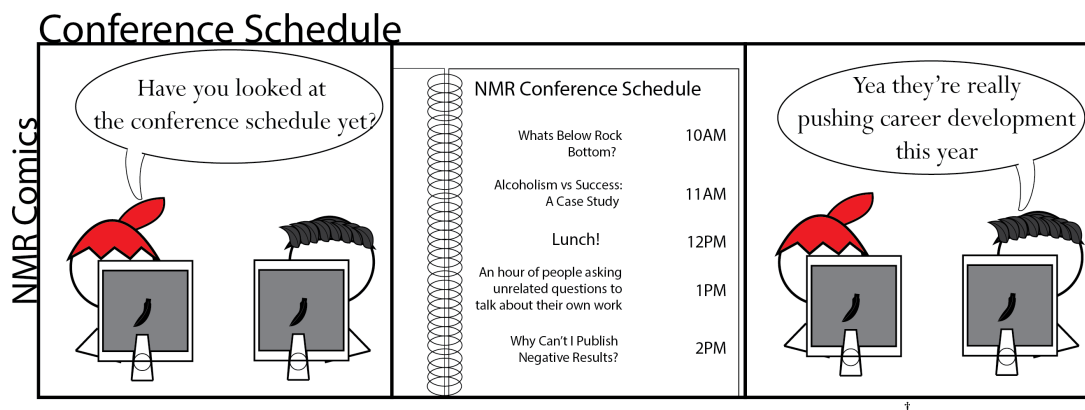 Conference Schedule
NMR Comics
Have you looked at
the conference schedule yet?
NMR Conference Schedule
Whats Below Rock
Bottom?
10AM
Alcoholism vs Success:
A Case Study
11AM
Lunch!
12PM
An hour of people asking
unrelated questions to
talk about their own work
1PM
Why Can't I Publish
Negative Results?
2PM
Yea they're really
pushing career development
this year
†